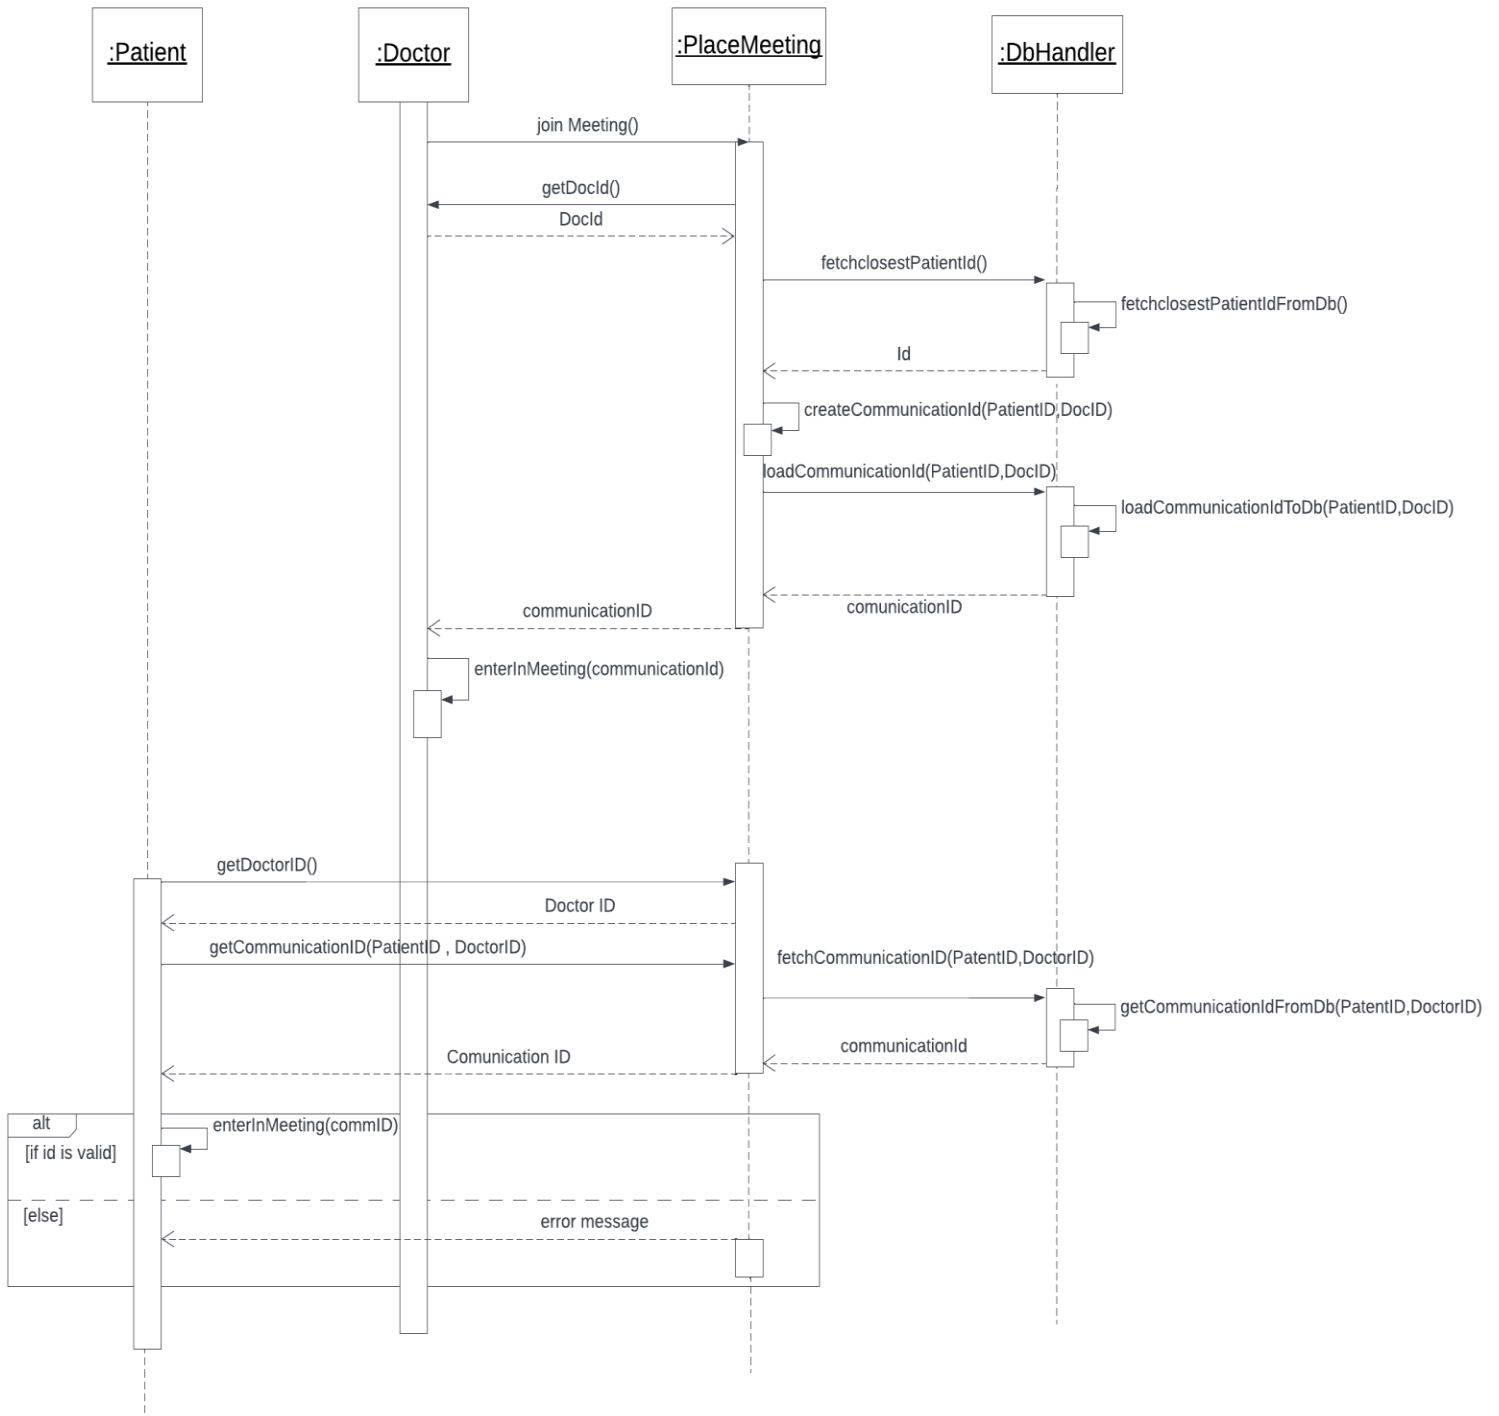 :Patient
:Doctor
:PlaceMeeting
:DbHandler
join Meeting()
getDocId()
DocId
fetchclosestPatientId()
fetchclosestPatientIdFromDb()
Id
createCommunicationId(PatientID,DocID)
loadCommunicationId(PatientID,DocID)
loadCommunicationIdToDb(PatientID,DocID)
comunicationID
communicationID
enterInMeeting(communicationId)
getDoctorID()
Doctor ID
getCommunicationID(PatientID , DoctorID)
fetchCommunicationID(PatentID,DoctorID)
getCommunicationIdFromDb(PatentID,DoctorID)
communicationId
Comunication ID
alt
enterInMeeting(commID)
[if id is valid]
[else]
error message